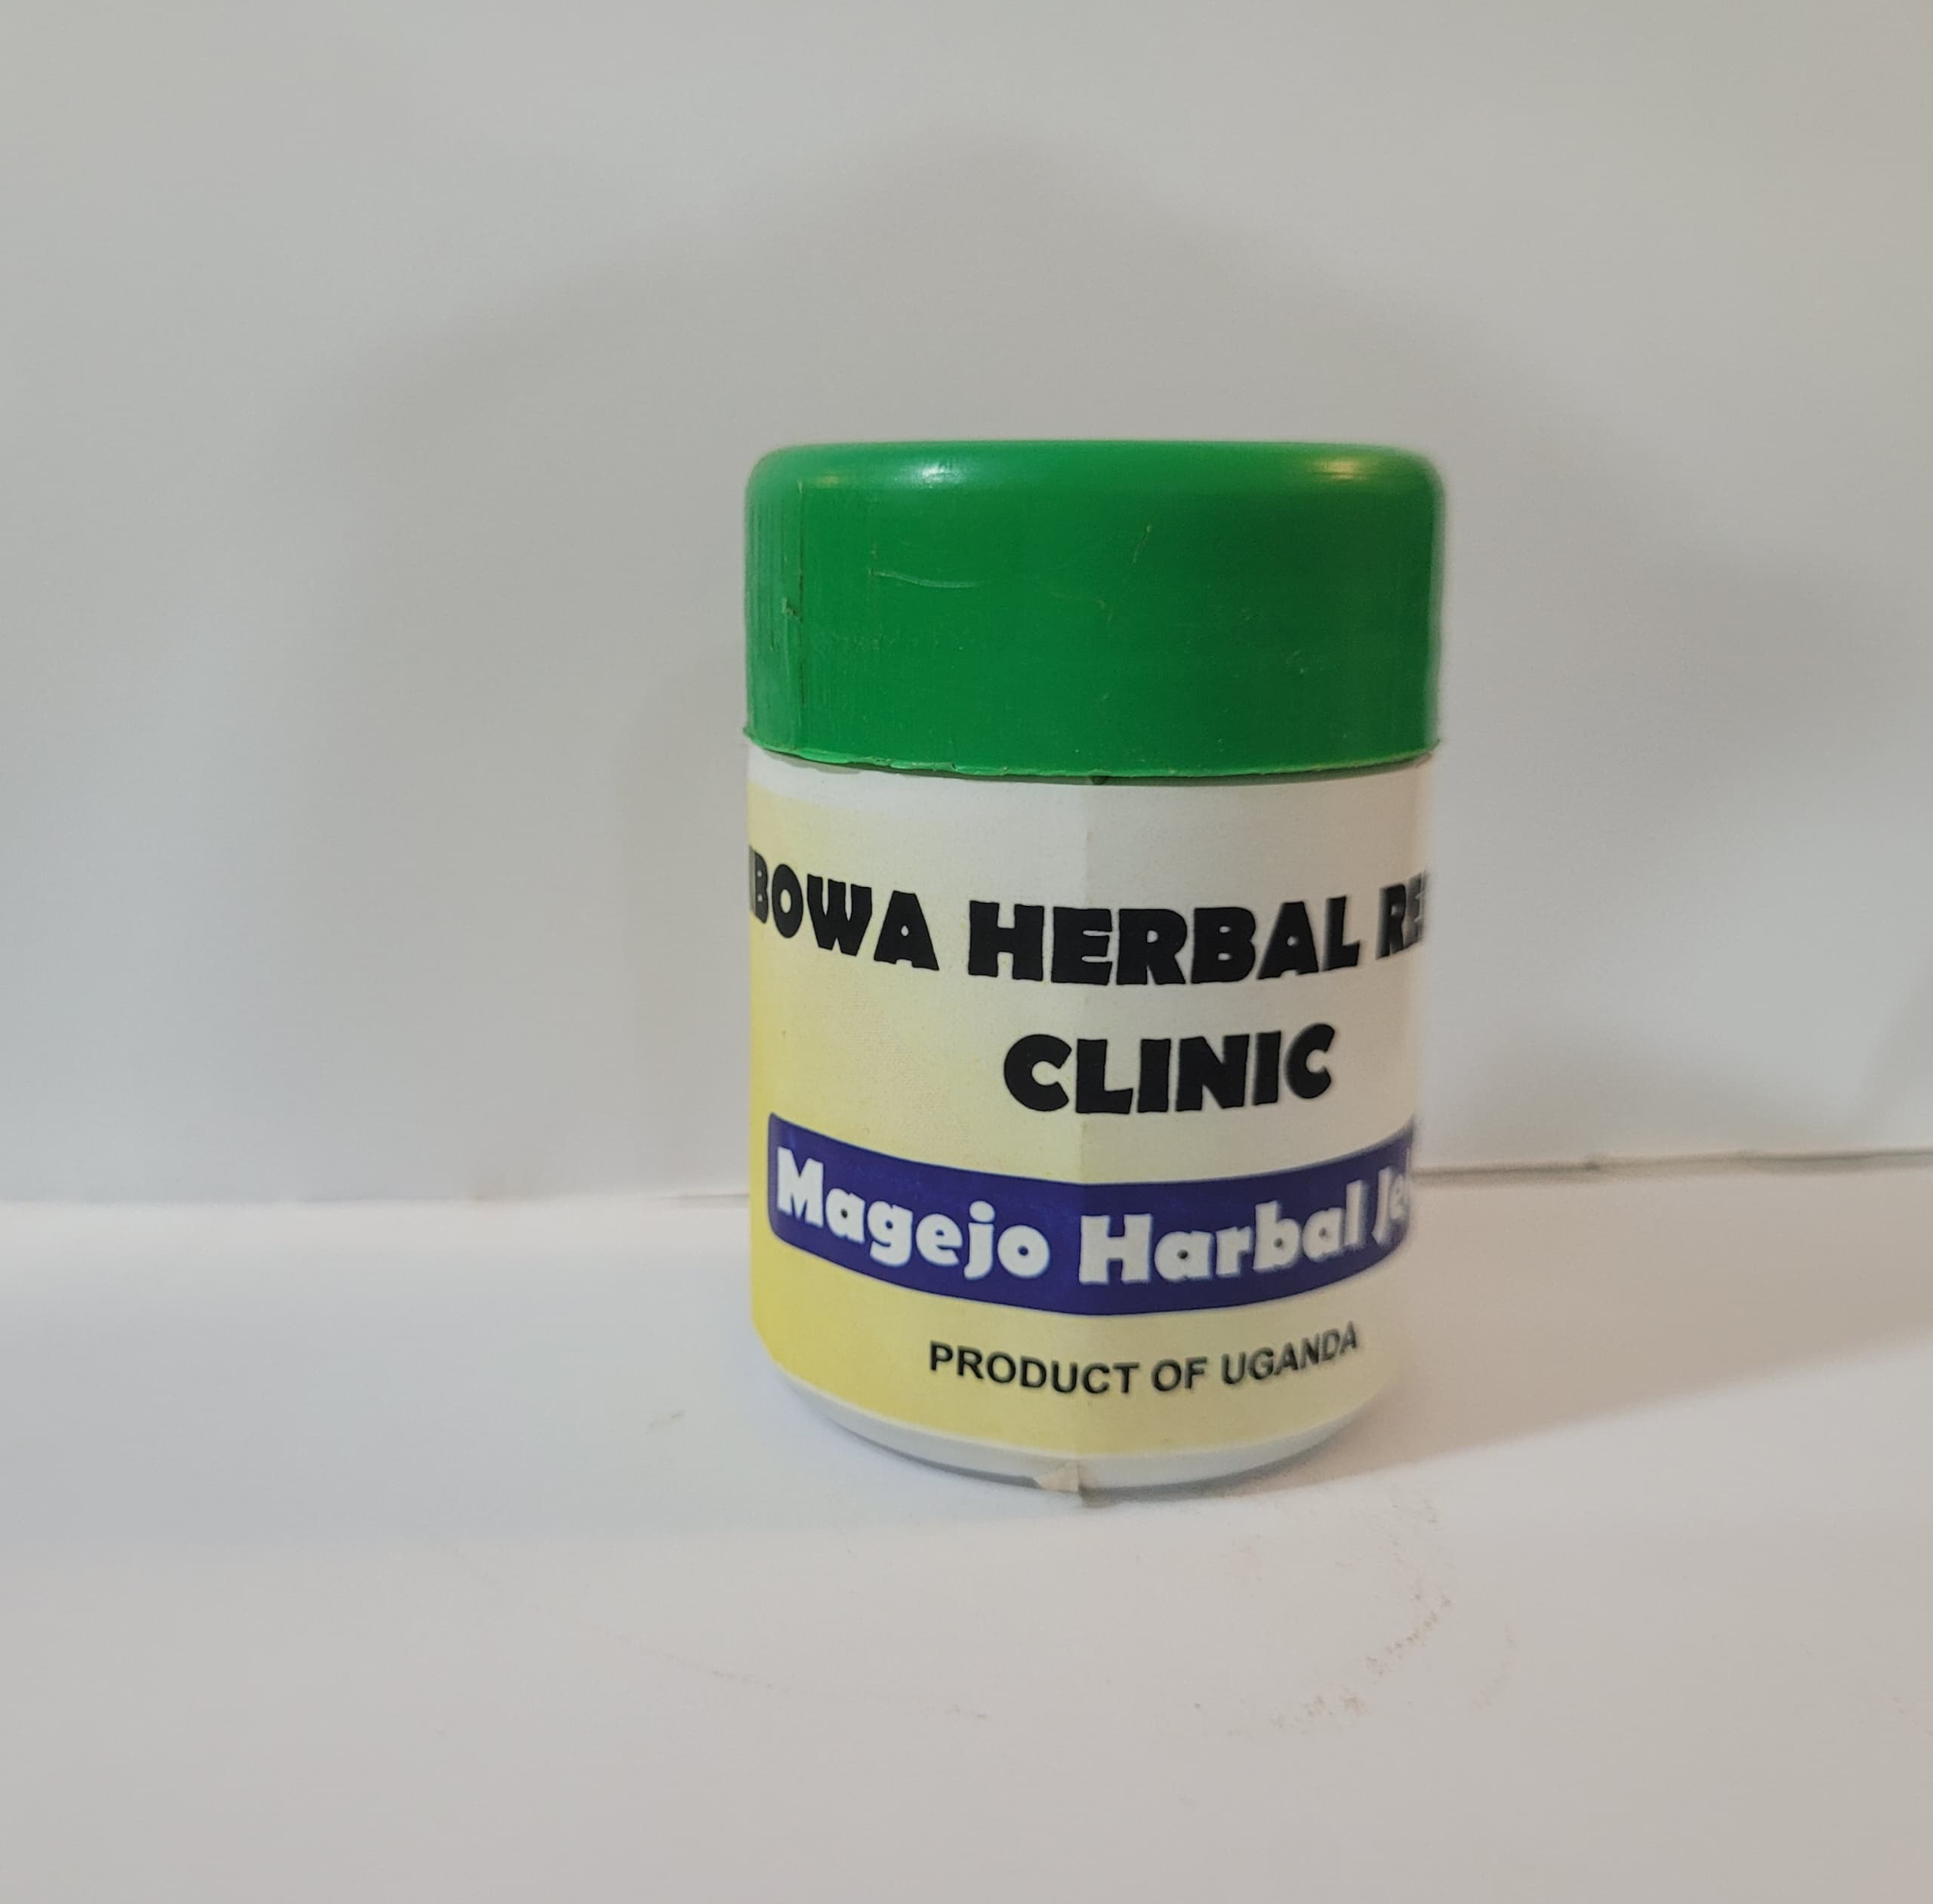 BOWA HERBAL RE
CLINIC
Magejo Harbal Je
PRODUCT OF UGANDA